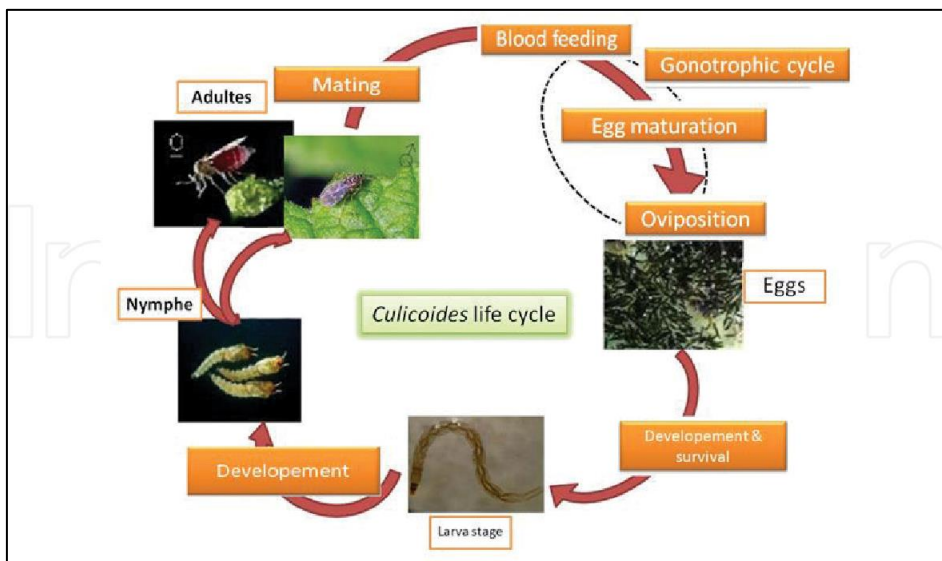 Blood feeding
Gonotrophic cycle
Mating
Adultes
Egg maturation
♀
♂
Oviposition
Eggs
Nymphe
Culicoides life cycle
Developement &
survival
Developement
Larva stage